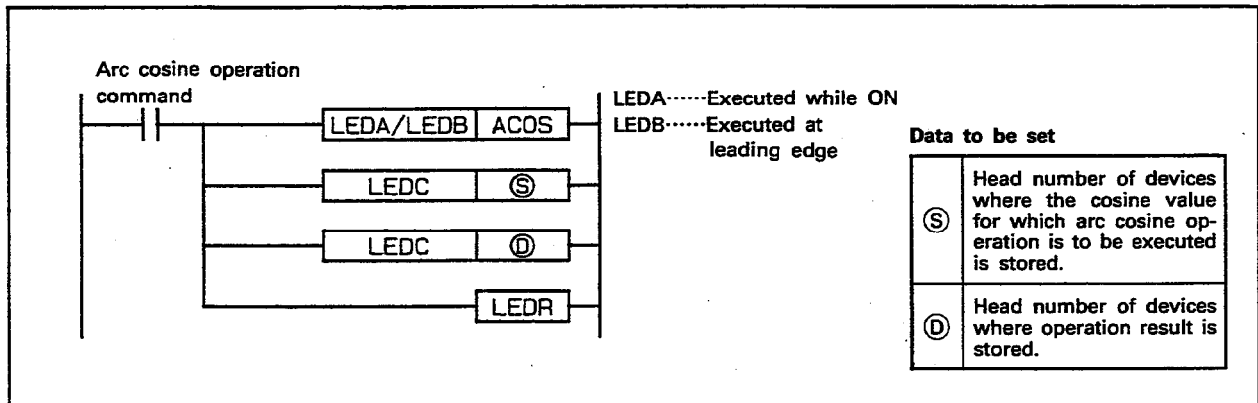 Arc cosine operation
command
LEDA/LEDB ACOS
LEDC Ⓢ
LEDC Ⓓ
LEDR
LEDA······Executed while ON
LEDB······Executed at
leading edge
Data to be set
Ⓢ
Head number of devices
where the cosine value
for which arc cosine op-
eration is to be executed
is stored.
Ⓓ
Head number of devices
where operation result is
stored.